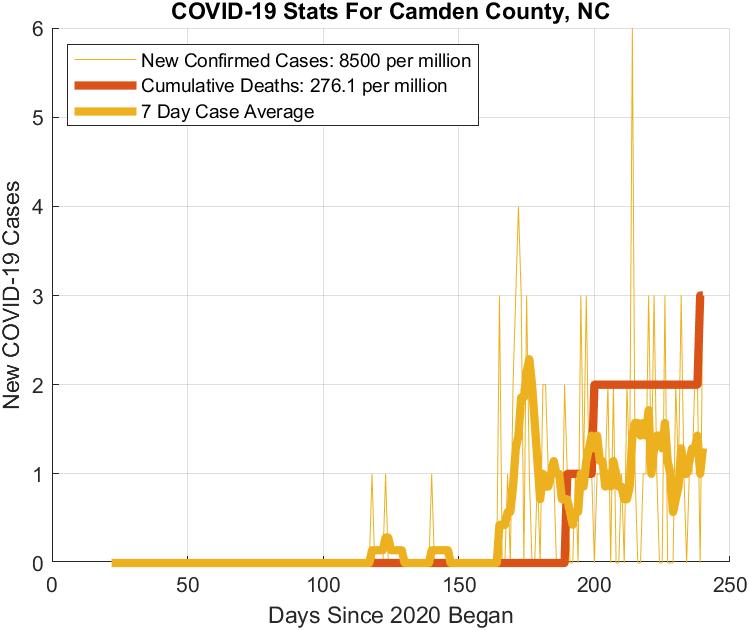 COVID-19 Stats For Camden County, NC
6
New Confirmed Cases: 8500 per million
Cumulative Deaths: 276.1 per million
7 Day Case Average
5
4
3
2
1
0
New COVID-19 Cases
0 50 100 150 200 250
Days Since 2020 Began